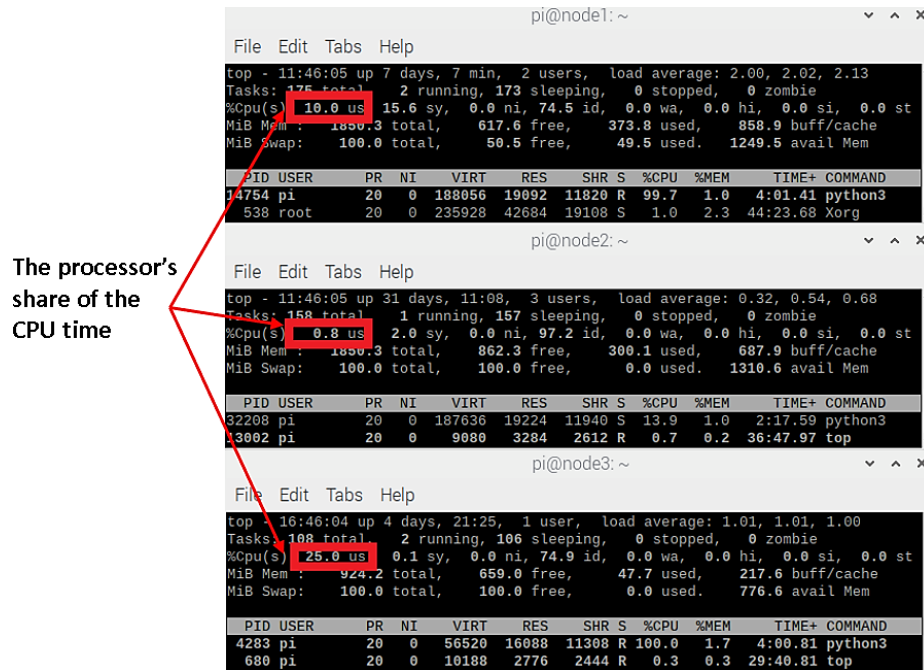 pi@node1: ~
File Edit Tabs Help
top - 11:46:05 up 7 days, 7 min, 2 users, load average: 2.00, 2.02, 2.13
Tasks: 175 total, 2 running, 173 sleeping, 0 stopped, 0 zombie
%Cpu(s) 10.0 us 15.6 sy, 0.0 ni, 74.5 id, 0.0 wa, 0.0 hi, 0.0 si, 0.0 st
MiB Mem : 1850.3 total, 617.6 free, 373.8 used, 858.9 buff/cache
MiB Swap: 100.0 total, 50.5 free, 49.5 used. 1249.5 avail Mem
PID USER PR NI VIRT RES SHR S %CPU %MEM TIME+ COMMAND
14754 pi 20 0 188056 19092 11820 R 99.7 1.0 4:01.41 python3
538 root 20 0 235928 42684 19108 S 1.0 2.3 44:23.68 Xorg
pi@node2: ~
File Edit Tabs Help
The processor's
share of the
CPU time
top - 11:46:05 up 31 days, 11:08, 3 users, load average: 0.32, 0.54, 0.68
Tasks: 158 total, 1 running, 157 sleeping, 0 stopped, 0 zombie
%Cpu(s) 0.8 us 2.0 sy, 0.0 ni, 97.2 id, 0.0 wa, 0.0 hi, 0.0 si, 0.0 st
MiB Mem : 1850.3 total, 862.3 free, 300.1 used, 687.9 buff/cache
MiB Swap: 100.0 total, 100.0 free, 0.0 used. 1310.6 avail Mem
PID USER PR NI VIRT RES SHR S %CPU %MEM TIME+ COMMAND
32208 pi 20 0 187636 19224 11940 S 13.9 1.0 2:17.59 python3
13002 pi 20 0 9080 3284 2612 R 0.7 0.2 36:47.97 top
pi@node3: ~
File Edit Tabs Help
top - 16:46:04 up 4 days, 21:25, 1 user, load average: 1.01, 1.01, 1.00
Tasks: 108 total, 2 running, 106 sleeping, 0 stopped, 0 zombie
%Cpu(s) 25.0 us 0.1 sy, 0.0 ni, 74.9 id, 0.0 wa, 0.0 hi, 0.0 si, 0.0 st
MiB Mem : 924.2 total, 659.0 free, 47.7 used, 217.6 buff/cache
MiB Swap: 100.0 total, 100.0 free, 0.0 used. 776.6 avail Mem
PID USER PR NI VIRT RES SHR S %CPU %MEM TIME+ COMMAND
4283 pi 20 0 56520 16088 11308 R 100.0 1.7 4:00.81 python3
680 pi 20 0 10188 2776 2444 R 0.3 0.3 29:40.81 top